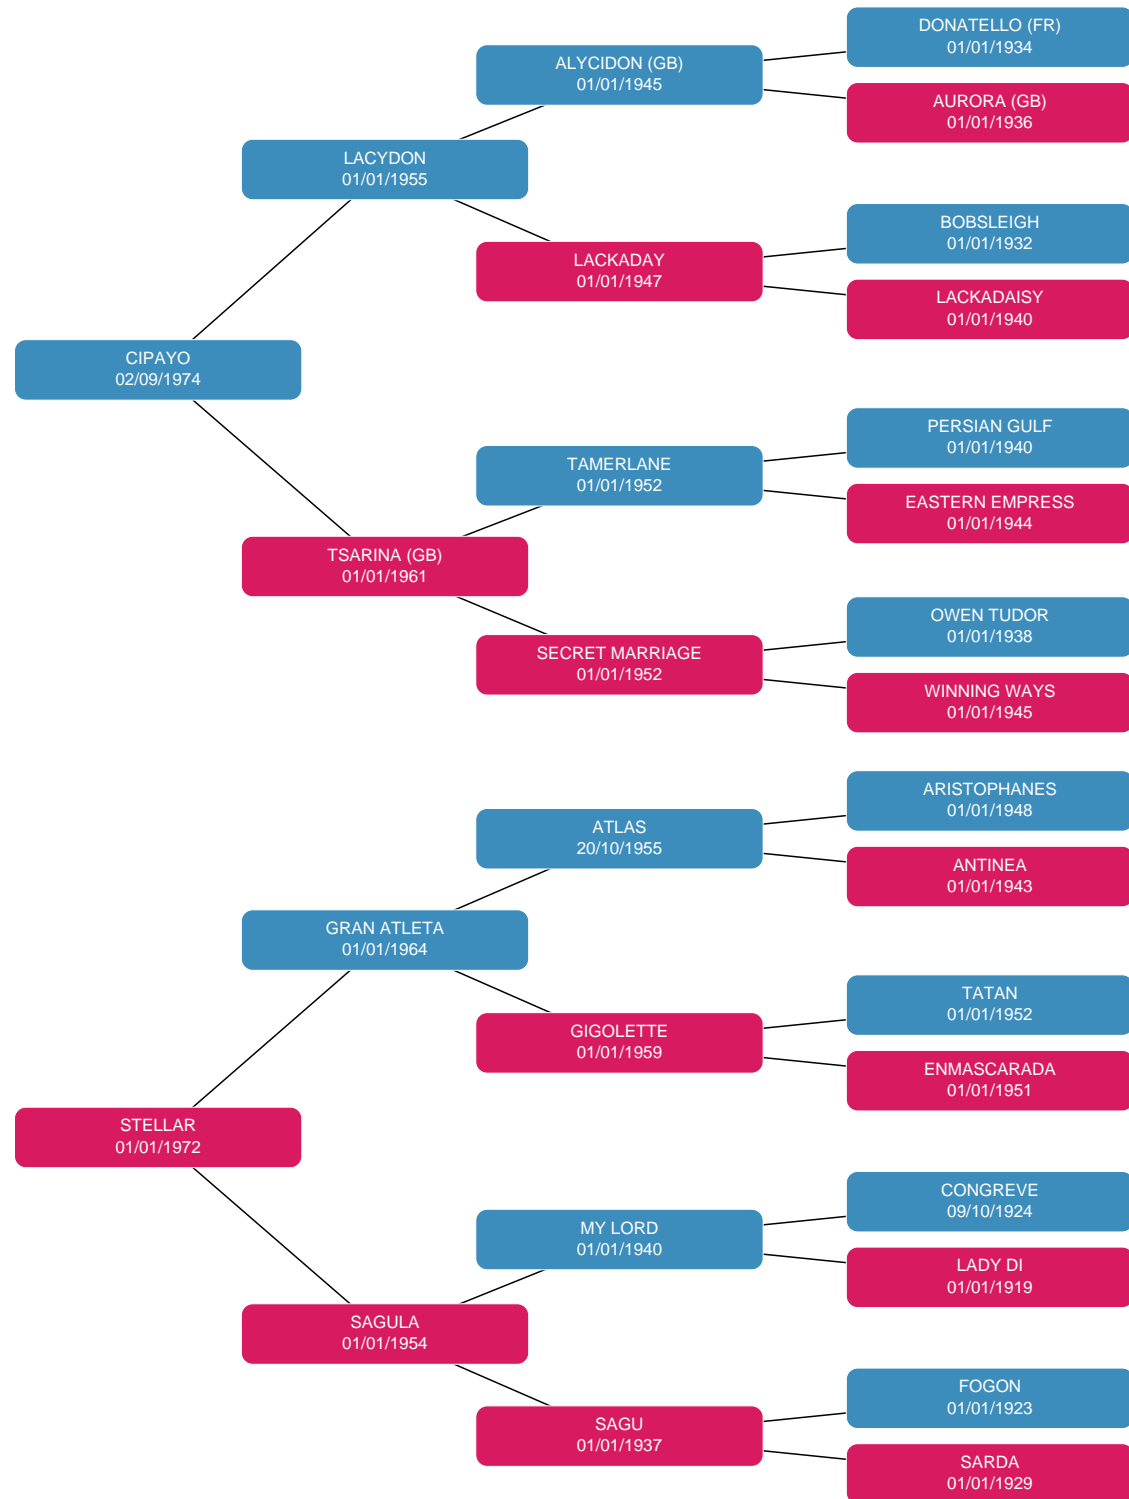 DONATELLO (FR)
01/01/1934
ALYCIDON (GB)
01/01/1945
AURORA (GB)
01/01/1936
LACYDON
01/01/1955
BOBSLEIGH
01/01/1932
LACKADAY
01/01/1947
LACKADAISY
01/01/1940
CIPAYO
02/09/1974
PERSIAN GULF
01/01/1940
TAMERLANE
01/01/1952
EASTERN EMPRESS
01/01/1944
TSARINA (GB)
01/01/1961
OWEN TUDOR
01/01/1938
SECRET MARRIAGE
01/01/1952
WINNING WAYS
01/01/1945
ARISTOPHANES
01/01/1948
ATLAS
20/10/1955
ANTINEA
01/01/1943
GRAN ATLETA
01/01/1964
TATAN
01/01/1952
GIGOLETTE
01/01/1959
ENMASCARADA
01/01/1951
STELLAR
01/01/1972
CONGREVE
09/10/1924
MY LORD
01/01/1940
LADY DI
01/01/1919
SAGULA
01/01/1954
FOGON
01/01/1923
SAGU
01/01/1937
SARDA
01/01/1929